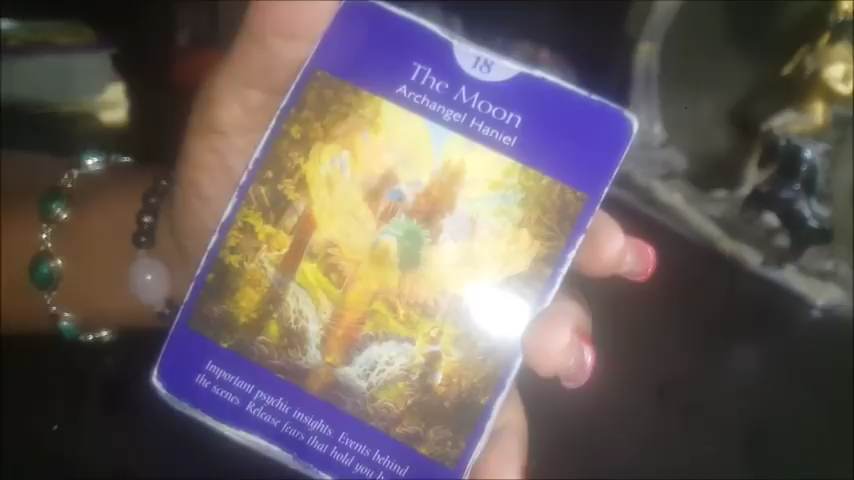 18
The Moon
Archangel Haniel
Important psychic insights. Events behind
the scenes. Release fears that hold you